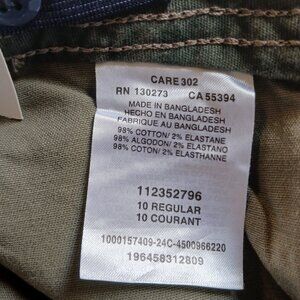 CARE 302
RN 130273 CA 55394
MADE IN BANGLADESH
HECHO EN BANGLADESH
FABRIQUE AU BANGLADESH
98% COTTON/ 2% ELASTANE
98% ALGODON/ 2% ELASTANO
98% COTON/ 2% ELASTHANNE
112352796
10 REGULAR
10 COURANT
1000157409-24C-4500966220
196458312809